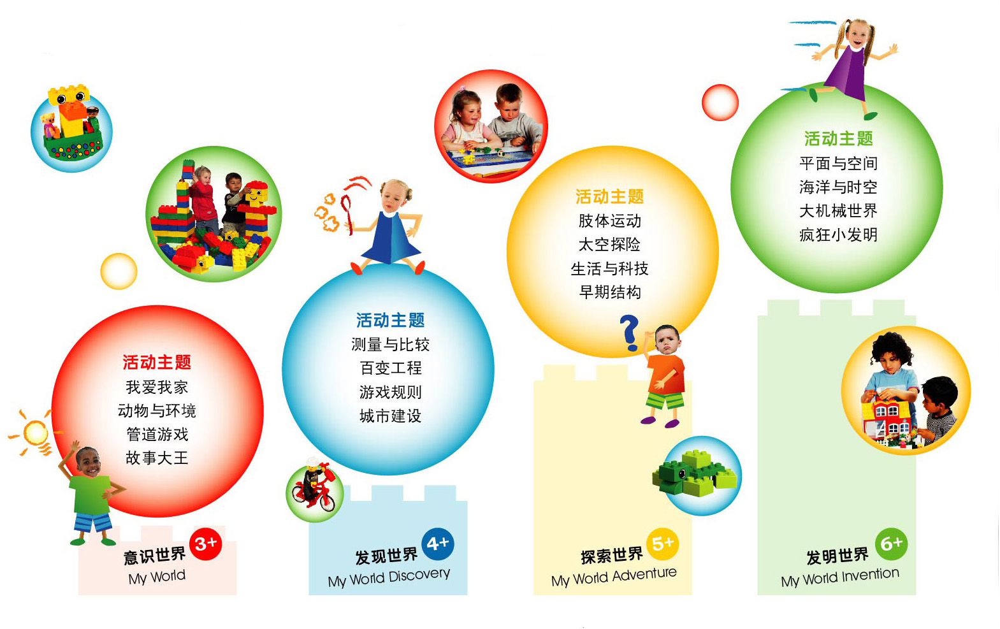 活动主题
我爱我家
动物与环境
管道游戏
故事大王
意识世界 3+
My World
活动主题
测量与比较
百变工程
游戏规则
城市建设
发现世界 4+
My World Discovery
活动主题
肢体运动
太空探险
生活与科技
早期结构
?
探索世界 5+
My World Adventure
活动主题
平面与空间
海洋与时空
大机械世界
疯狂小发明
发明世界 6+
My World Invention